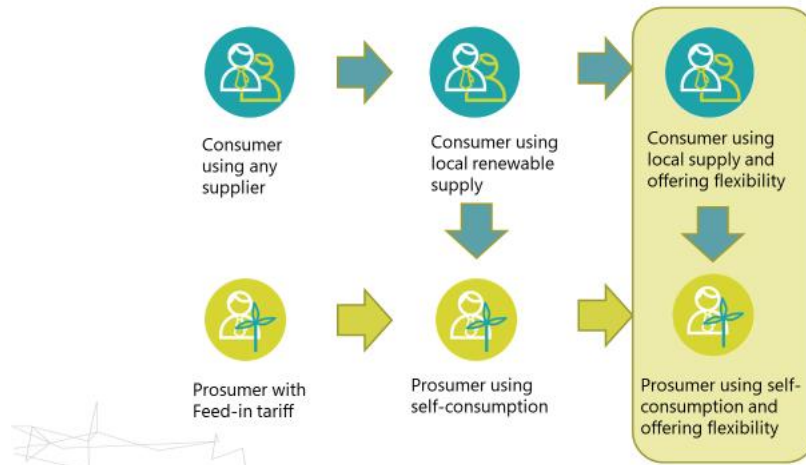 Consumer
using any
supplier
Consumer using
local renewable
supply
Consumer using
local supply and
offering flexibility
Prosumer with
Feed-in tariff
Prosumer using
self-consumption
Prosumer using self-
consumption and
offering flexibility